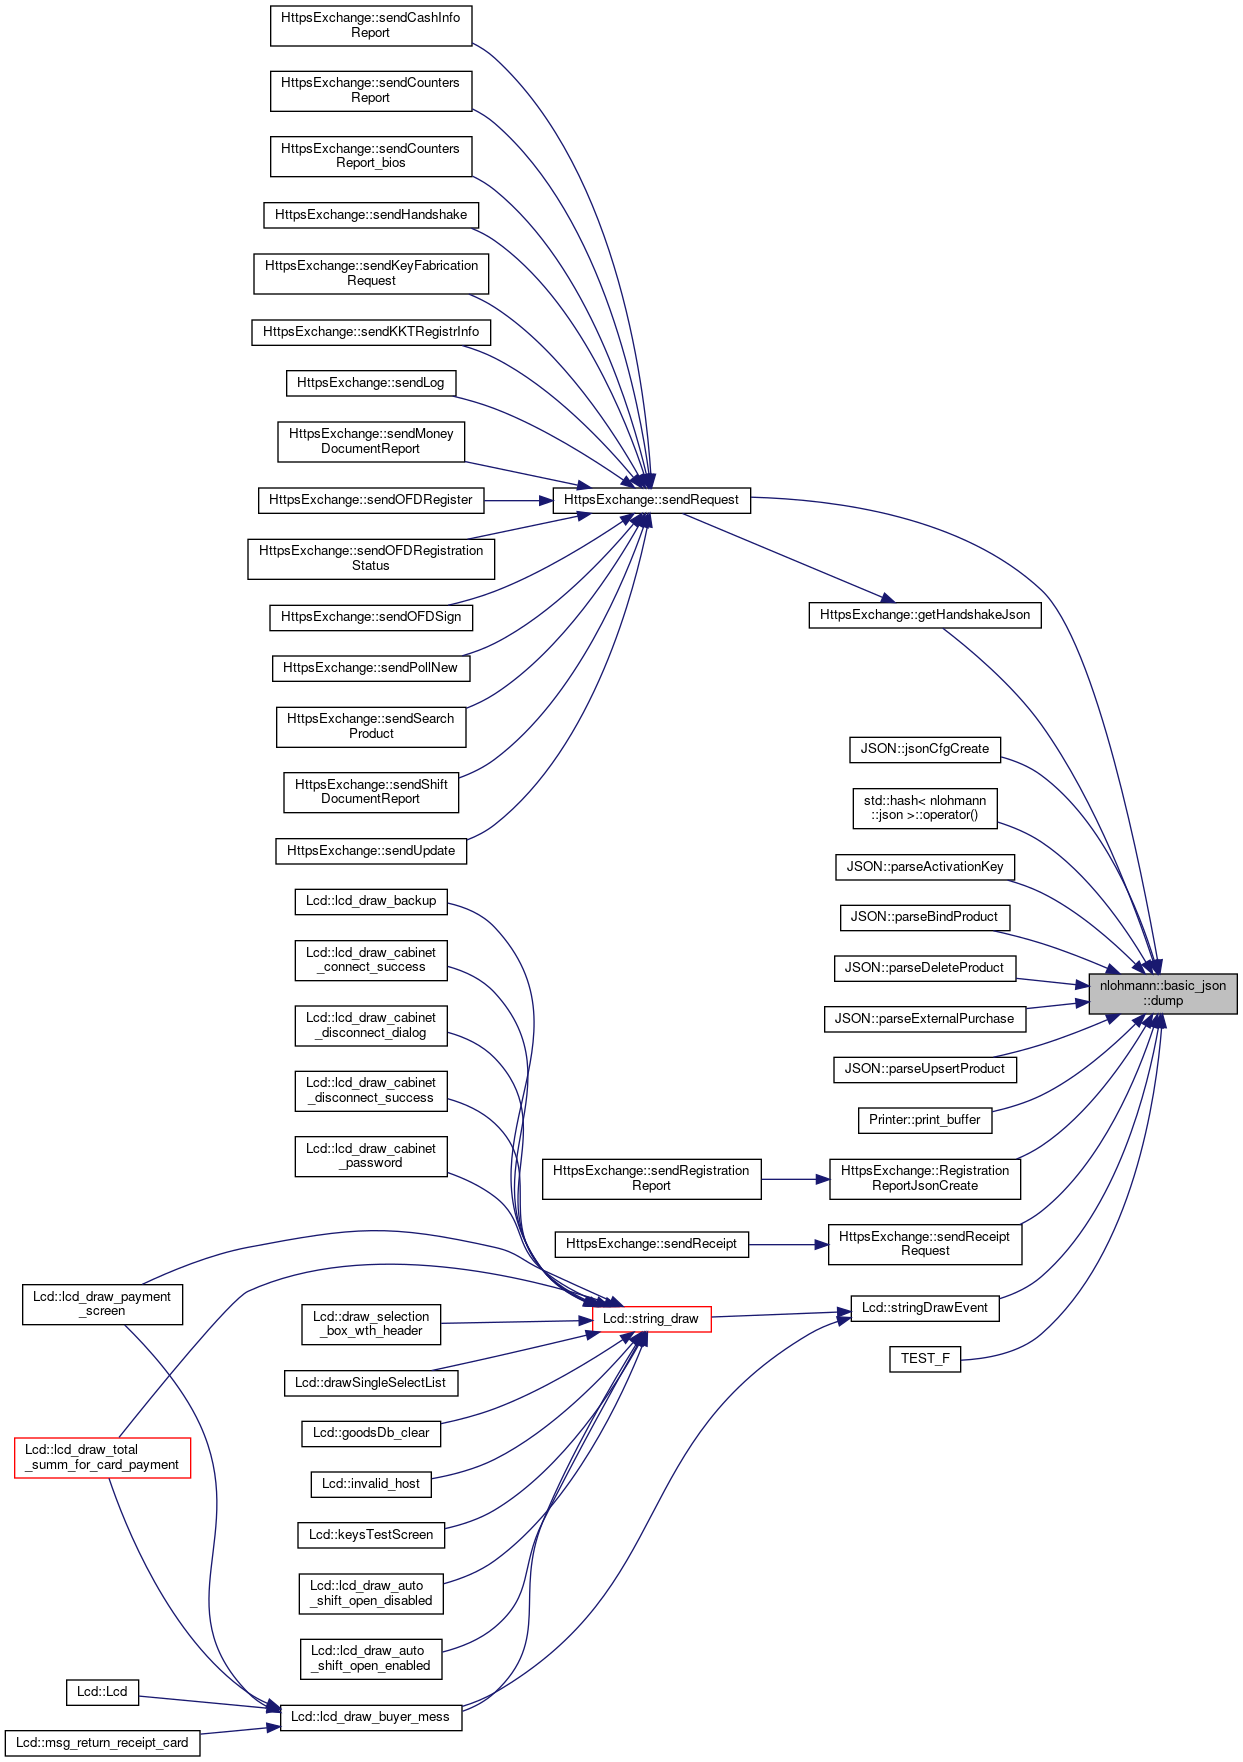 HttpsExchange::sendCashInfo
Report
HttpsExchange::sendCounters
Report
HttpsExchange::sendCounters
Report_bios
HttpsExchange::sendHandshake
HttpsExchange::sendKeyFabrication
Request
HttpsExchange::sendKKTRegistrInfo
HttpsExchange::sendLog
HttpsExchange::sendMoney
DocumentReport
HttpsExchange::sendOFDRegister
HttpsExchange::sendOFDRegistration
Status
HttpsExchange::sendOFDSign
HttpsExchange::sendPollNew
HttpsExchange::sendSearch
Product
HttpsExchange::sendShift
DocumentReport
HttpsExchange::sendUpdate
HttpsExchange::sendRequest
HttpsExchange::getHandshakeJson
JSON::jsonCfgCreate
std::hash< nlohmann
::json >::operator()
JSON::parseActivationKey
JSON::parseBindProduct
JSON::parseDeleteProduct
JSON::parseExternalPurchase
JSON::parseUpsertProduct
Printer::print_buffer
HttpsExchange::Registration
ReportJsonCreate
HttpsExchange::sendReceipt
Request
Lcd::stringDrawEvent
TEST_F
nlohmann::basic_json
::dump
HttpsExchange::sendRegistration
Report
HttpsExchange::sendReceipt
Lcd::string_draw
Lcd::lcd_draw_backup
Lcd::lcd_draw_cabinet
_connect_success
Lcd::lcd_draw_cabinet
_disconnect_dialog
Lcd::lcd_draw_cabinet
_disconnect_success
Lcd::lcd_draw_cabinet
_password
Lcd::lcd_draw_payment
_screen
Lcd::draw_selection
_box_wth_header
Lcd::drawSingleSelectList
Lcd::goodsDb_clear
Lcd::lcd_draw_total
_summ_for_card_payment
Lcd::invalid_host
Lcd::keysTestScreen
Lcd::lcd_draw_auto
_shift_open_disabled
Lcd::lcd_draw_auto
_shift_open_enabled
Lcd::Lcd
Lcd::lcd_draw_buyer_mess
Lcd::msg_return_receipt_card